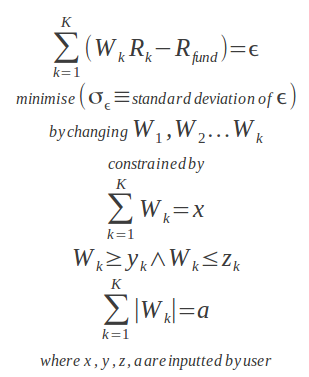 K
∑ (W_k R_k − R_fund) = ϵ
k=1
minimise (σ_ϵ ≡ standard deviation of ϵ)
by changing W_1 , W_2 … W_k
constrained by
K
∑ W_k = x
k=1
W_k ≥ y_k ∧ W_k ≤ z_k
K
∑ |W_k| = a
k=1
where x , y , z , a are inputted by user